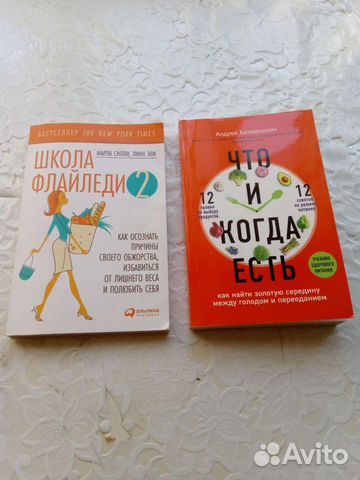 БЕСТСЕЛЛЕР THE NEW YORK TIMES
МАРЛА СИЛЛИ, ЛИНН ЭЛИ
ШКОЛА
ФЛАЙЛЕДИ 2
КАК ОСОЗНАТЬ
ПРИЧИНЫ
СВОЕГО ОБЖОРСТВА,
ИЗБАВИТЬСЯ
ОТ ЛИШНЕГО ВЕСА
И ПОЛЮБИТЬ СЕБЯ
альпина
Андрей Беловешкин
ЧТО
И
КОГДА
ЕСТЬ
12
правил
по выбору
продуктов
12
советов
по режиму
питания
УЧЕБНИК
ЗДОРОВОГО
ПИТАНИЯ
как найти золотую середину
между голодом и перееданием
Avito